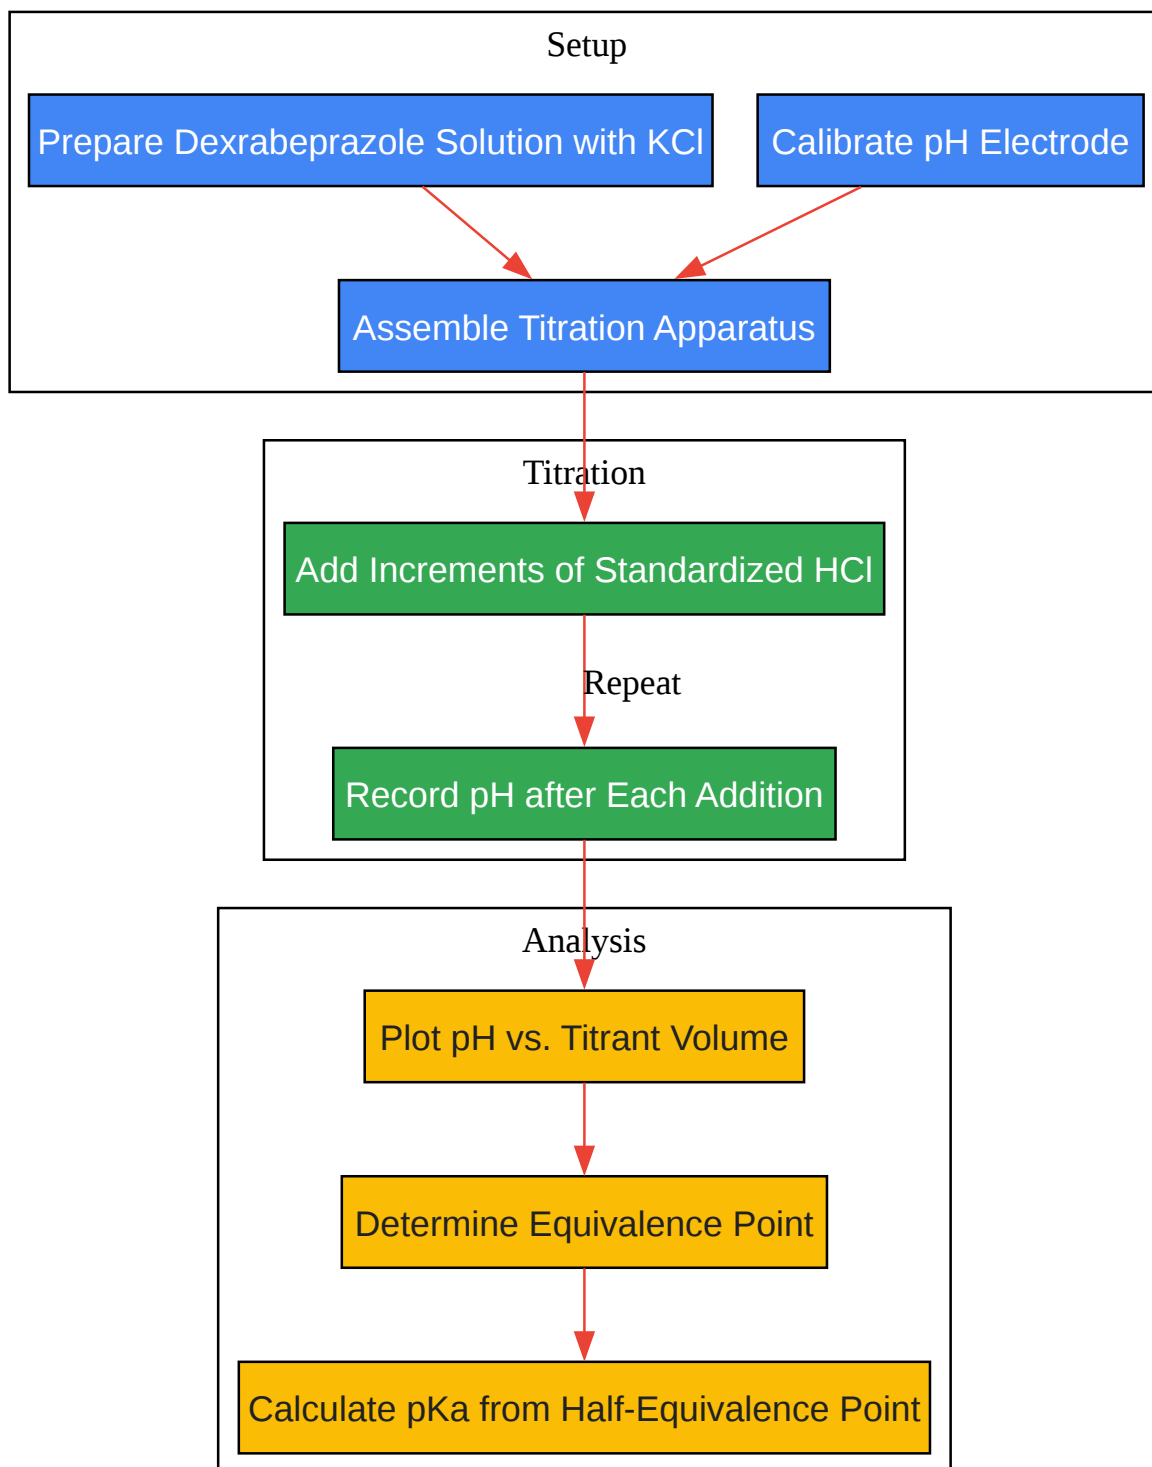 Setup
Prepare Dexrabeprazole Solution with KCl
Calibrate pH Electrode
Assemble Titration Apparatus
Titration
Add Increments of Standardized HCl
Repeat
Record pH after Each Addition
Analysis
Plot pH vs. Titrant Volume
Determine Equivalence Point
Calculate pKa from Half-Equivalence Point